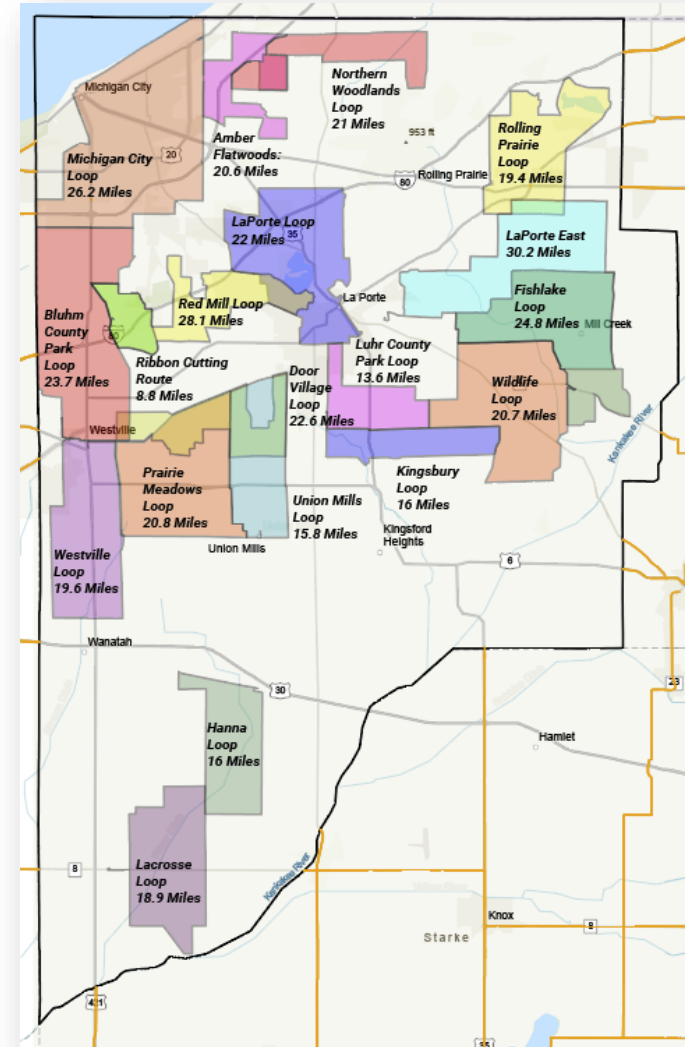 Michigan City
Michigan City
Loop
26.2 Miles
20
Amber
Flatwoods:
20.6 Miles
Northern
Woodlands
Loop
21 Miles
953 ft
Rolling
Prairie
Loop
19.4 Miles
80
Rolling Prairie
LaPorte Loop
22 Miles
35
LaPorte East
30.2 Miles
La Porte
Red Mill Loop
28.1 Miles
Fishlake
Loop
24.8 Miles
Mill Creek
Bluhm
County
Park
Loop
23.7 Miles
80
Ribbon Cutting
Route
8.8 Miles
Door
Village
Loop
22.6 Miles
Luhr County
Park Loop
13.6 Miles
Wildlife
Loop
20.7 Miles
Kankakee River
Westville
Prairie
Meadows
Loop
20.8 Miles
Union Mills
Loop
15.8 Miles
Kingsbury
Loop
16 Miles
Kingsford
Heights
Union Mills
6
Westville
Loop
19.6 Miles
Wanatah
30
23
Hanna
Loop
16 Miles
Hamlet
Lacrosse
Loop
18.9 Miles
8
Kankakee River
Knox
8
Starke
421
35